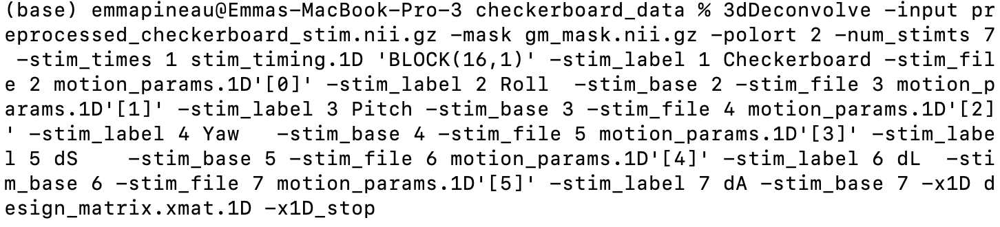 (base) emmapineau@Emmas-MacBook-Pro-3 checkerboard_data % 3dDeconvolve -input pr
eprocessed_checkerboard_stim.nii.gz -mask gm_mask.nii.gz -polort 2 -num_stimts 7
 -stim_times 1 stim_timing.1D 'BLOCK(16,1)' -stim_label 1 Checkerboard -stim_fil
e 2 motion_params.1D'[0]' -stim_label 2 Roll  -stim_base 2 -stim_file 3 motion_p
arams.1D'[1]' -stim_label 3 Pitch -stim_base 3 -stim_file 4 motion_params.1D'[2]
' -stim_label 4 Yaw   -stim_base 4 -stim_file 5 motion_params.1D'[3]' -stim_labe
l 5 dS    -stim_base 5 -stim_file 6 motion_params.1D'[4]' -stim_label 6 dL  -sti
m_base 6 -stim_file 7 motion_params.1D'[5]' -stim_label 7 dA -stim_base 7 -x1D d
esign_matrix.xmat.1D -x1D_stop